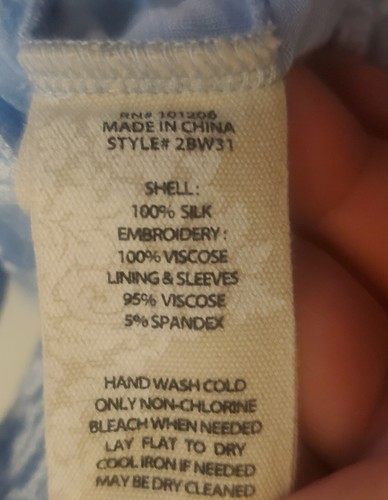 RN# 101206
MADE IN CHINA
STYLE# 2BW31
SHELL:
100% SILK
EMBROIDERY:
100% VISCOSE
LINING & SLEEVES
95% VISCOSE
5% SPANDEX
HAND WASH COLD
ONLY NON-CHLORINE
BLEACH WHEN NEEDED
LAY FLAT TO DRY
COOL IRON IF NEEDED
MAY BE DRY CLEANED